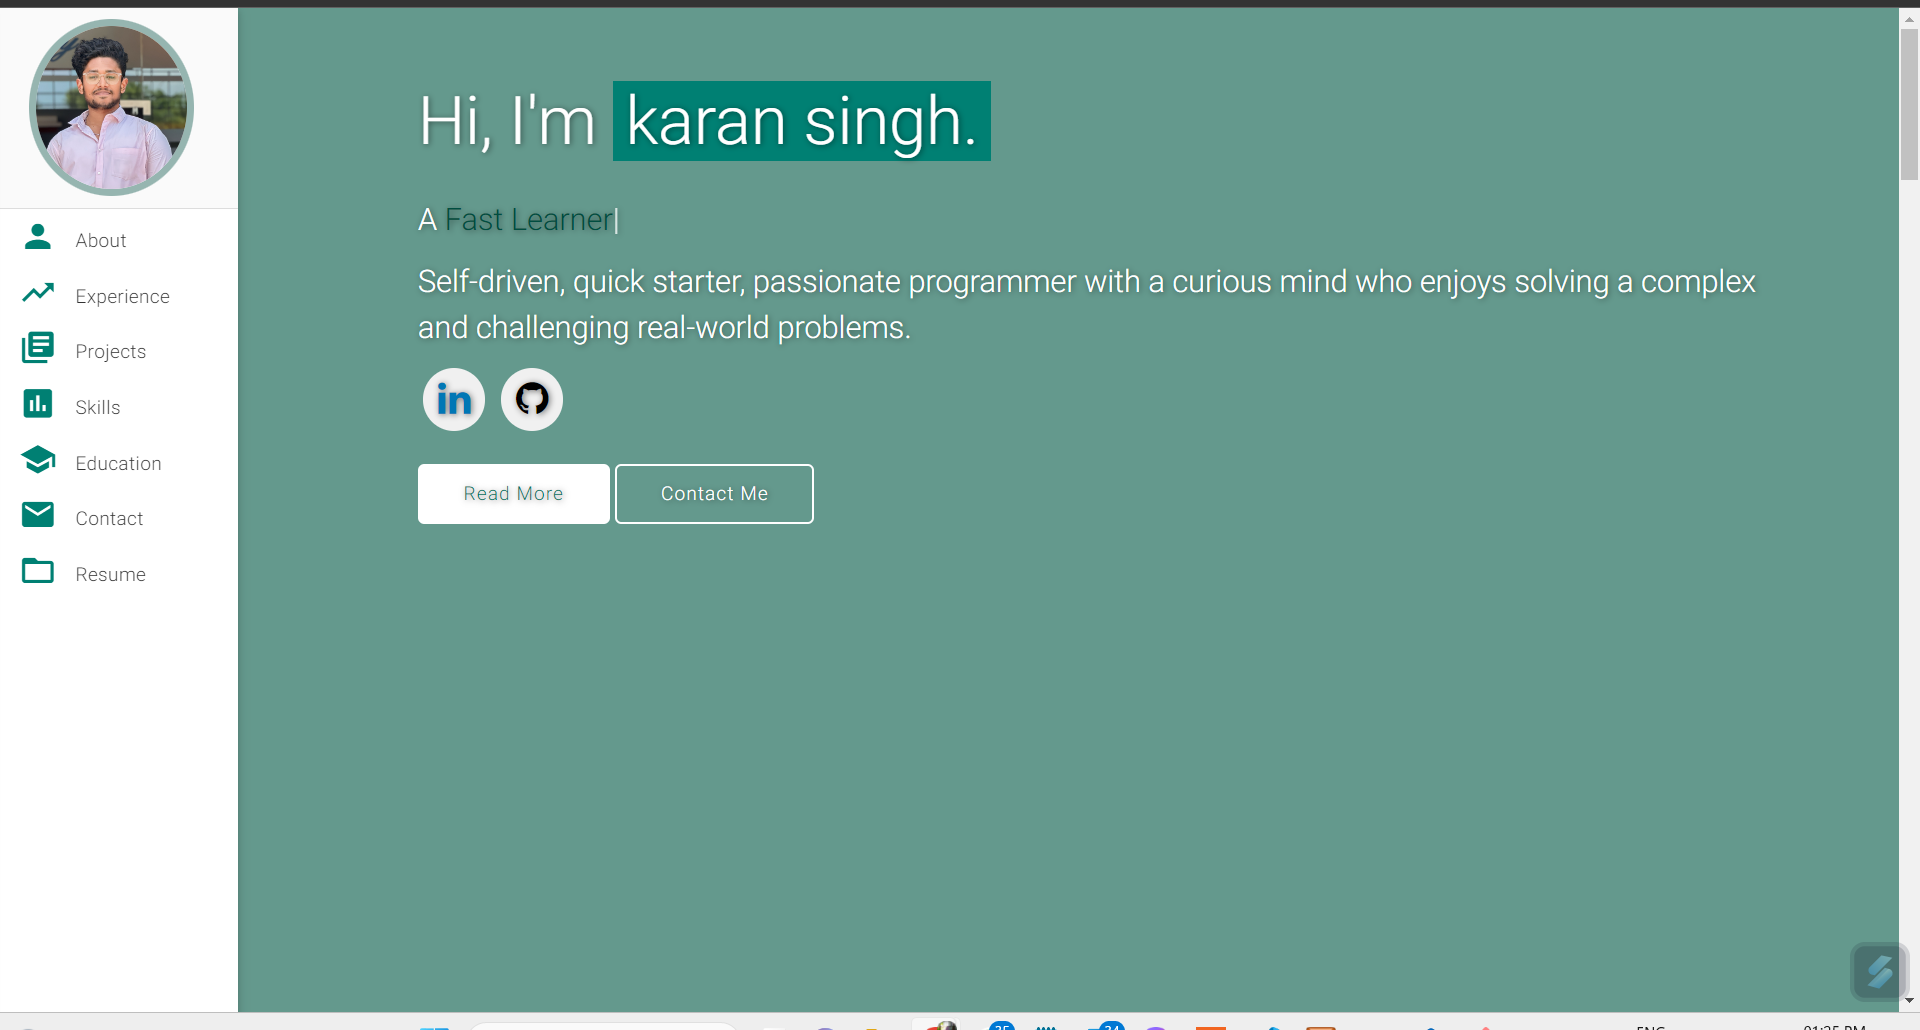 Hi, I'm karan singh.
A Fast Learner|
Self-driven, quick starter, passionate programmer with a curious mind who enjoys solving a complex
and challenging real-world problems.
in
Read More Contact Me
About
Experience
Projects
Skills
Education
Contact
Resume